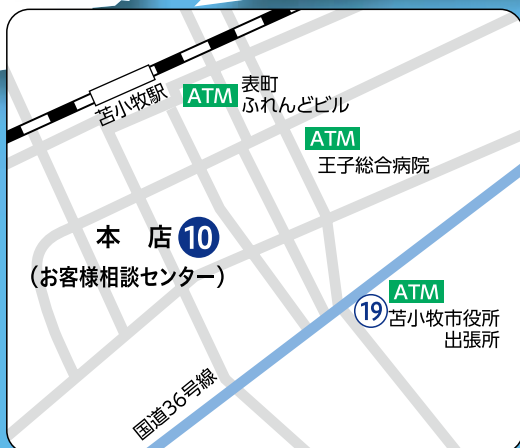 苫小牧駅
ATM 表町
ふれんどビル
ATM
王子総合病院
本 店 10
(お客様相談センター)
ATM
19 苫小牧市役所
出張所
国道36号線